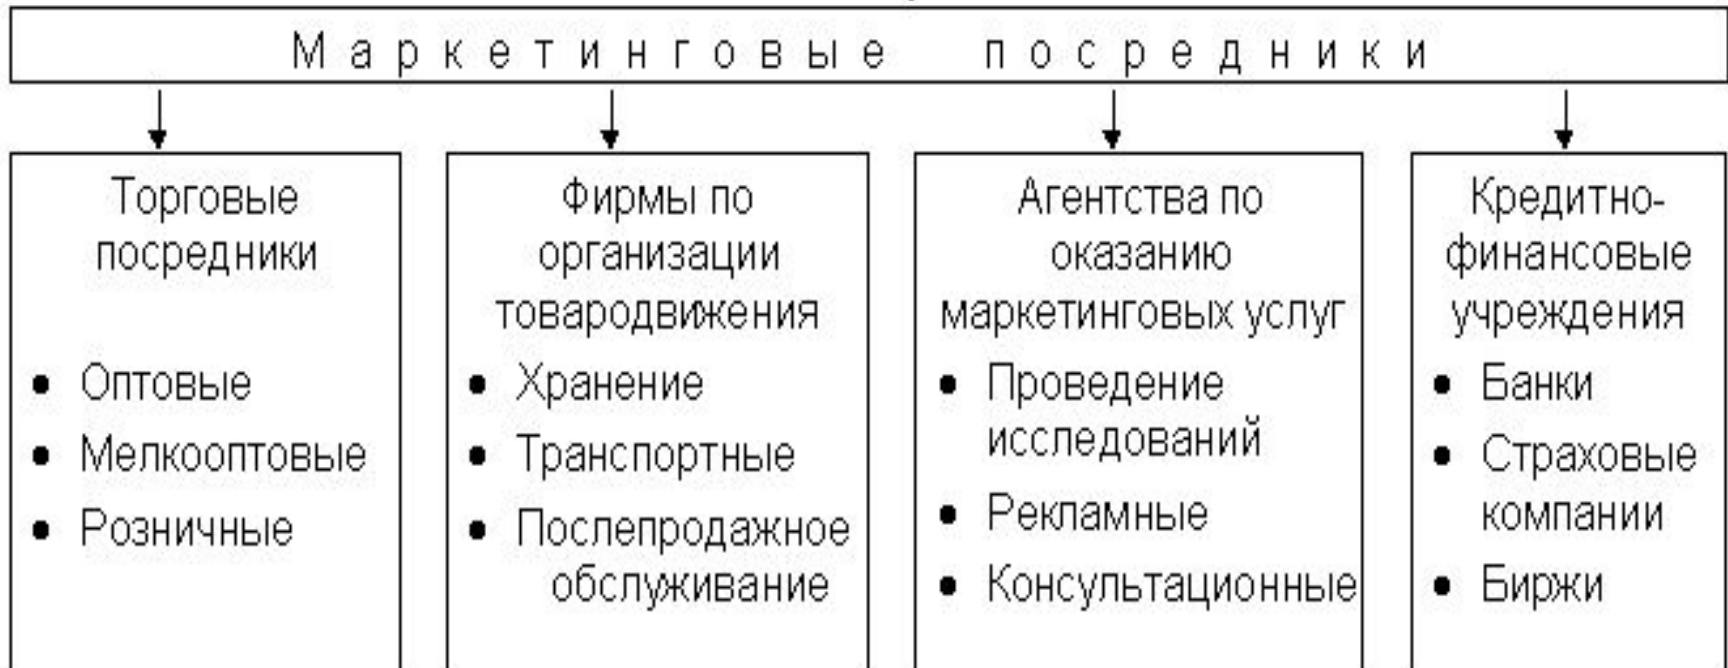 Маркетинговые посредники
Торговые
посредники
• Оптовые
• Мелкооптовые
• Розничные
Фирмы по
организации
товародвижения
• Хранение
• Транспортные
• Послепродажное
обслуживание
Агентства по
оказанию
маркетинговых услуг
• Проведение
исследований
• Рекламные
• Консультационные
Кредитно-
финансовые
учреждения
• Банки
• Страховые
компании
• Биржи